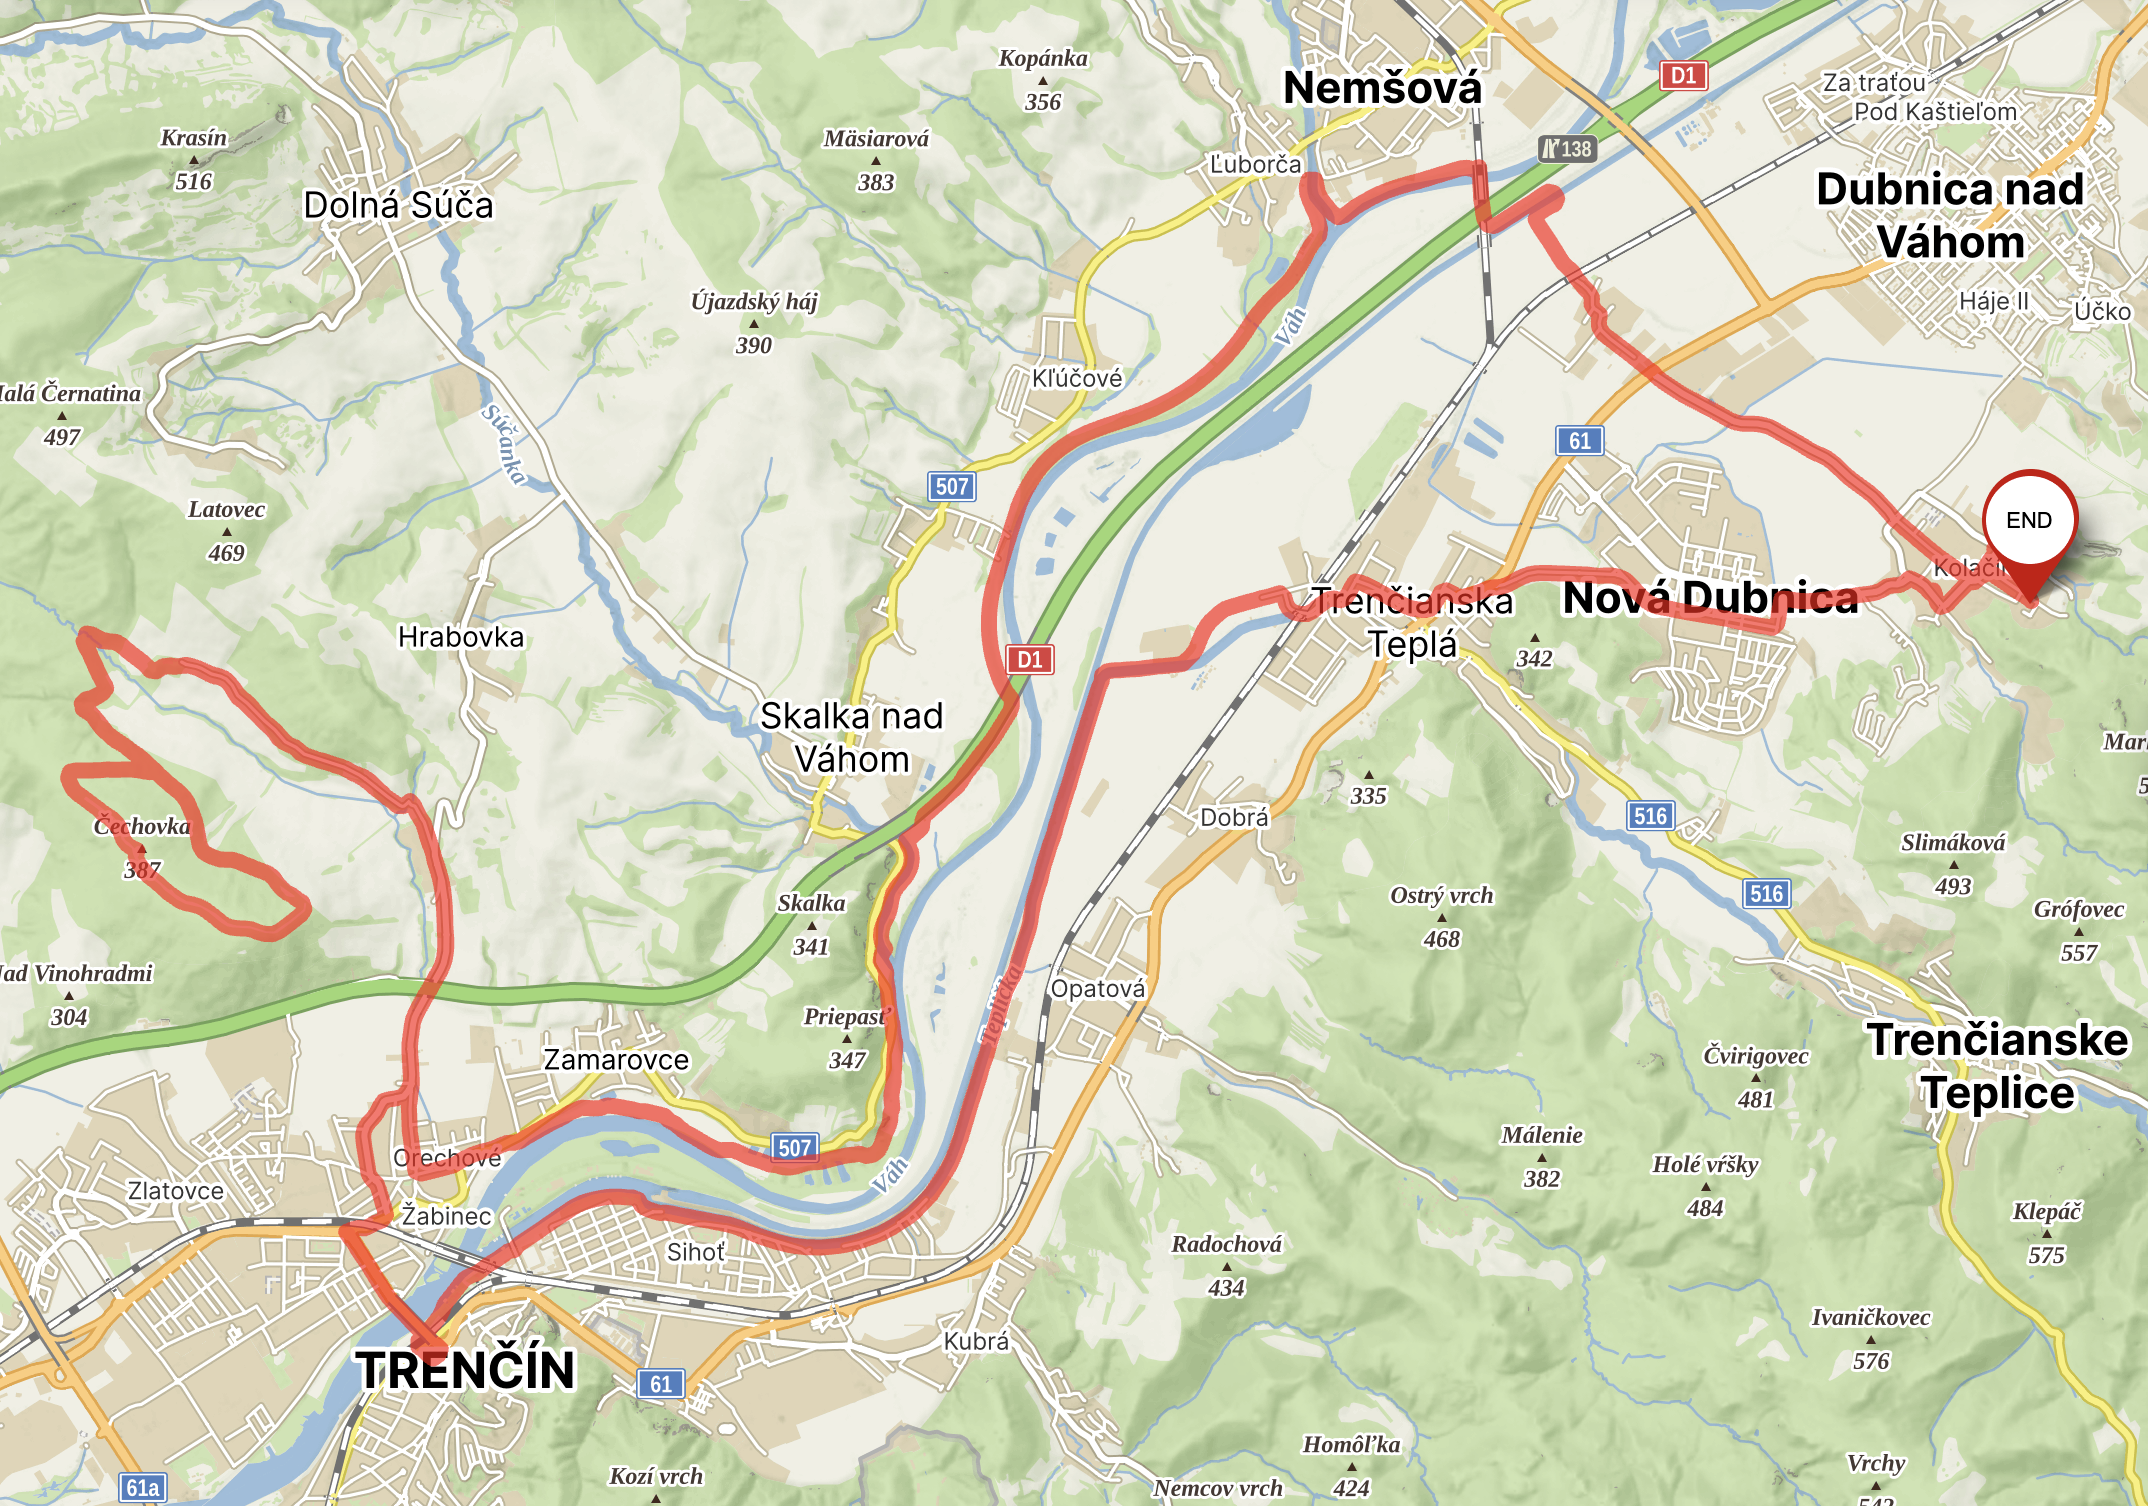 Kopánka
356
D1
Nemšová
Za traťou
Pod Kaštieľom
Krasín
516
Mäsiarová
383
138
Ľuborča
Dolná Súča
Dubnica nad
Váhom
Újazdský háj
390
Váh
Háje II
Účko
Kľúčové
alá Černatina
497
Súčanka
61
507
Latovec
469
END
Kolačín
Hrabovka
Trenčianska
Teplá
Nová Dubnica
342
D1
Skalka nad
Váhom
Mar
335
Dobrá
516
Čechovka
387
Slimáková
493
516
Skalka
341
Ostrý vrch
468
Grófovec
557
ad Vinohradmi
304
Opatová
Teplička
Priepasť
347
Zamarovce
Trenčianske
Teplice
Čvirigovec
481
507
Orechové
Málenie
382
Holé vŕšky
484
Váh
Zlatovce
Žabinec
Klepáč
575
Sihoť
Radochová
434
Ivaničkovec
576
Kubrá
TRENČÍN
61
Homôľka
424
Kozí vrch
Nemcov vrch
Vrchy
61a